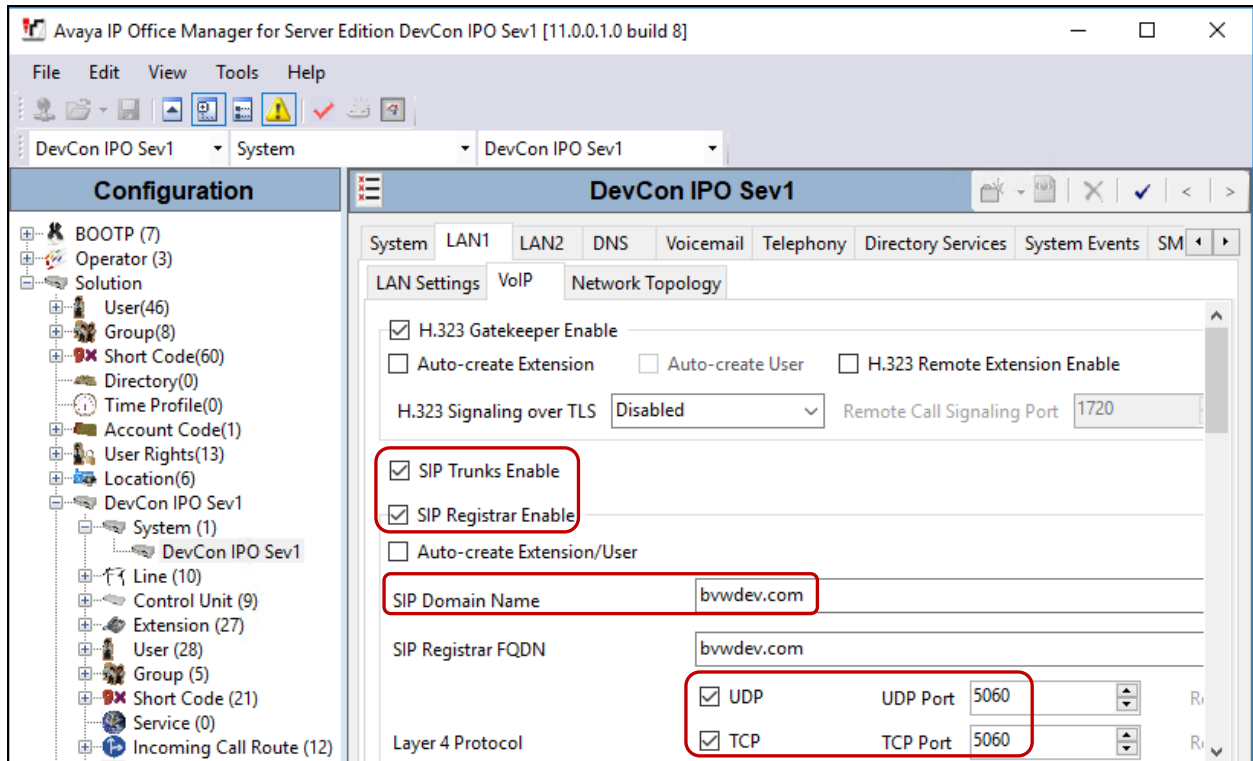 Avaya IP Office Manager for Server Edition DevCon IPO Sev1 [11.0.0.1.0 build 8]
File Edit View Tools Help
DevCon IPO Sev1 System DevCon IPO Sev1
Configuration
BOOTP (7)
Operator (3)
Solution
User(46)
Group(8)
Short Code(60)
Directory(0)
Time Profile(0)
Account Code(1)
User Rights(13)
Location(6)
DevCon IPO Sev1
System (1)
DevCon IPO Sev1
Line (10)
Control Unit (9)
Extension (27)
User (28)
Group (5)
Short Code (21)
Service (0)
Incoming Call Route (12)
DevCon IPO Sev1
System LAN1 LAN2 DNS Voicemail Telephony Directory Services System Events SM
LAN Settings VoIP Network Topology
H.323 Gatekeeper Enable
Auto-create Extension Auto-create User H.323 Remote Extension Enable
H.323 Signaling over TLS Disabled Remote Call Signaling Port 1720
SIP Trunks Enable
SIP Registrar Enable
Auto-create Extension/User
SIP Domain Name bvwdev.com
SIP Registrar FQDN bvwdev.com
UDP UDP Port 5060
Layer 4 Protocol TCP TCP Port 5060